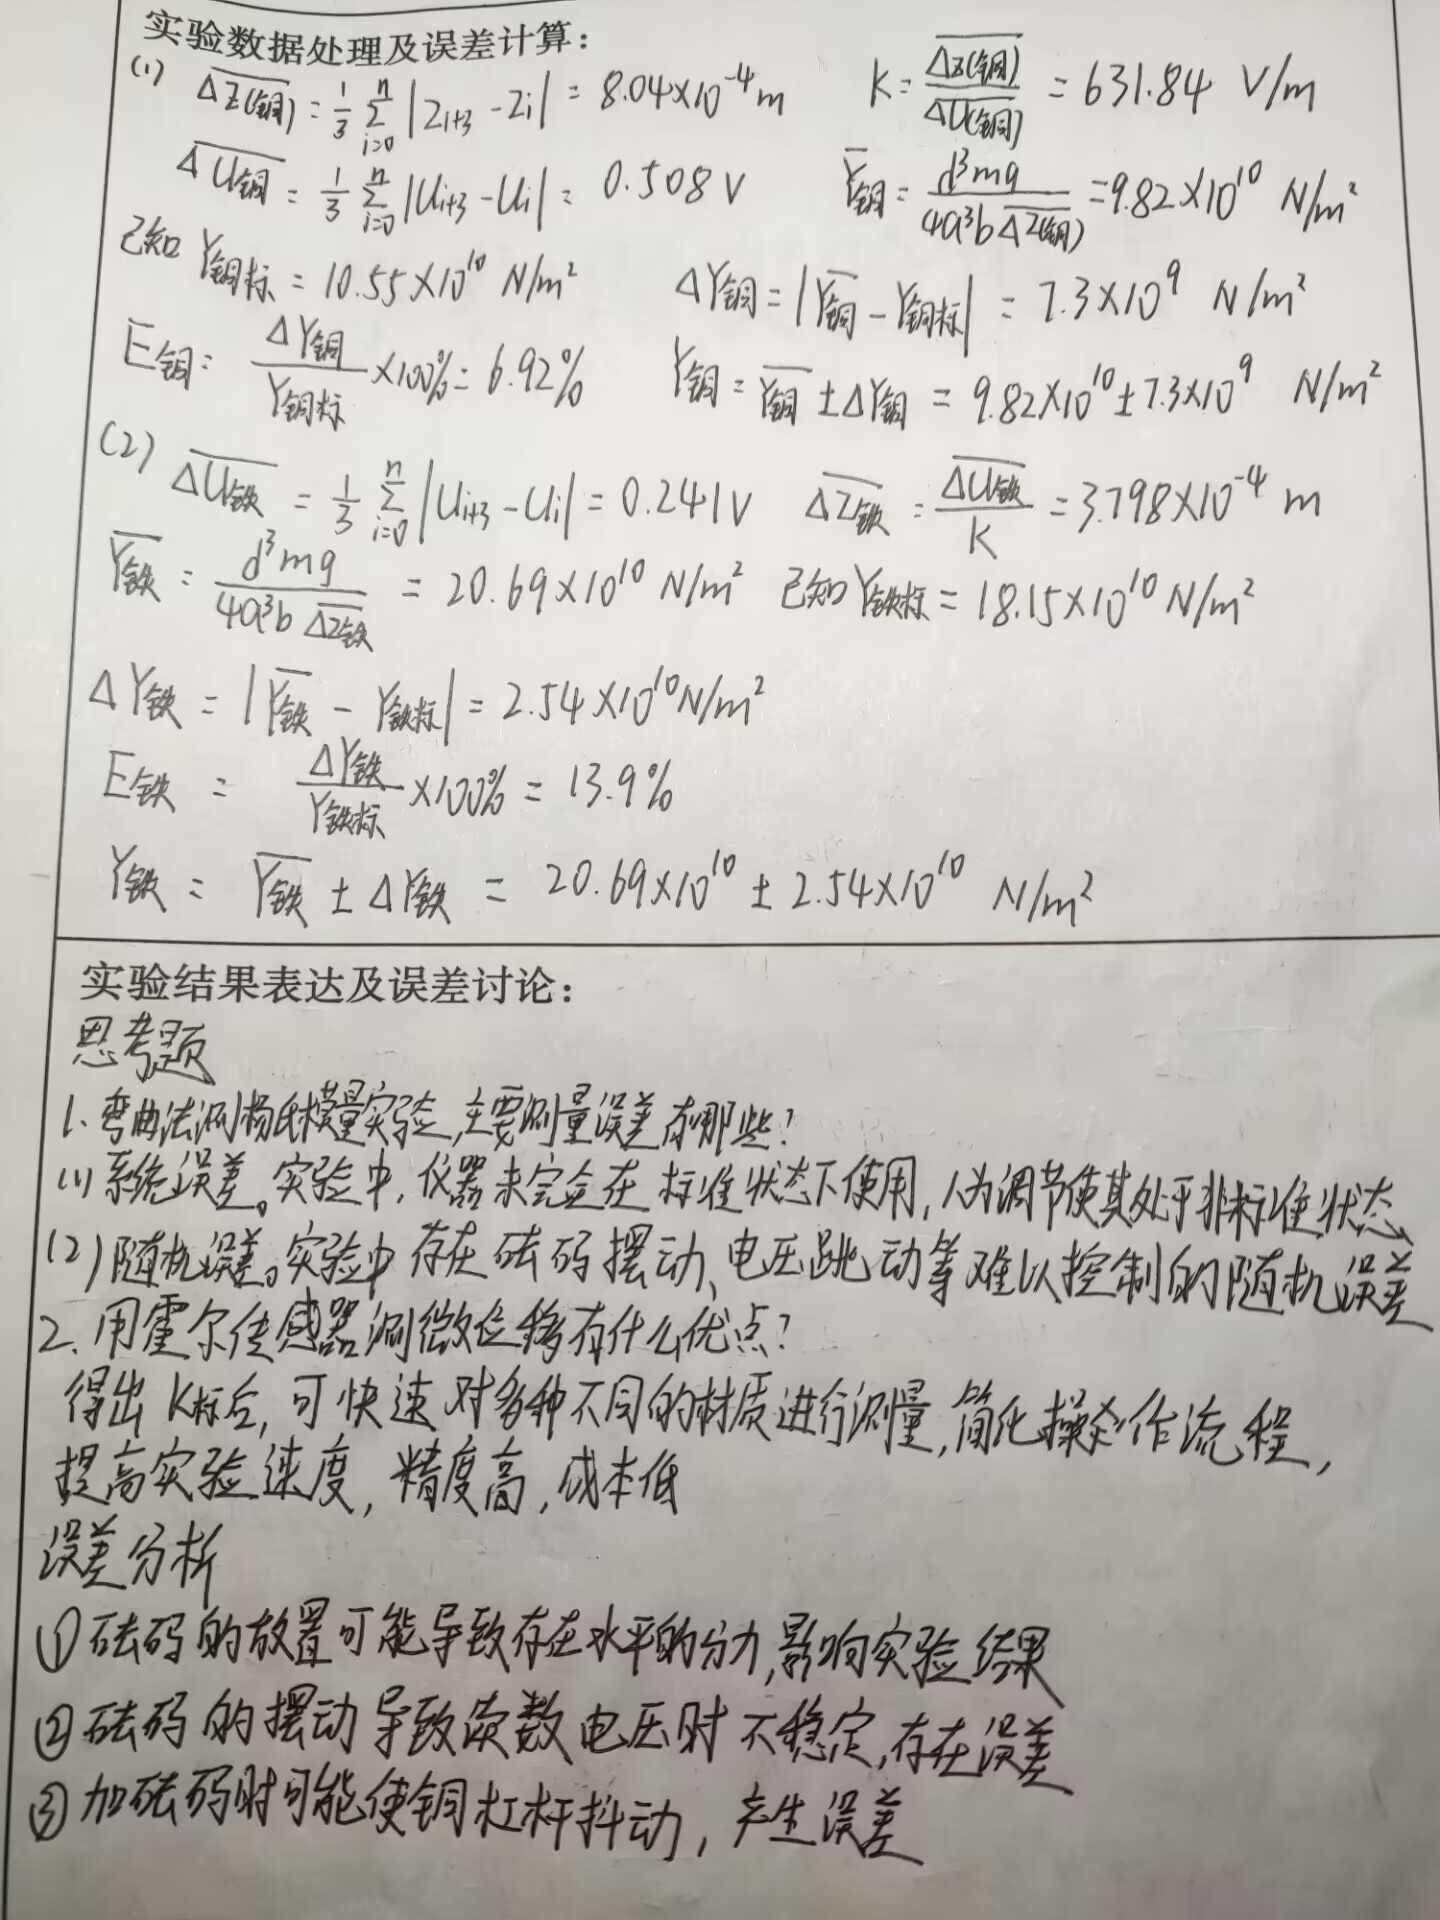 实验数据处理及误差计算：
(1) $\overline{\Delta Z(铜)} = \frac{1}{3}\sum_{i=0}^{n}|Z_{i+3}-Z_i| = 8.04×10^{-4} m$  $K = \frac{\overline{\Delta Z(铜)}}{\overline{\Delta U(铜)}} = 631.84 V/m$
$\overline{\Delta U铜} = \frac{1}{3}\sum_{i=0}^{n}|U_{i+3}-U_i| = 0.508 V$  $\overline{Y}铜 = \frac{d^3mg}{4a^3b\overline{\Delta Z(铜)}} = 9.82×10^{10} N/m^2$
已知 $Y铜标 = 10.55×10^{10} N/m^2$  $\Delta Y铜 = |\overline{Y铜}-Y铜标| = 7.3×10^9 N/m^2$
$E铜 = \frac{\Delta Y铜}{Y铜标}×100\% = 6.92\%$  $Y铜 = \overline{Y铜}±\Delta Y铜 = 9.82×10^{10}±7.3×10^9 N/m^2$
(2) $\overline{\Delta U铁} = \frac{1}{3}\sum_{i=0}^{n}|U_{i+3}-U_i| = 0.241V$  $\overline{\Delta Z铁} = \frac{\overline{\Delta U铁}}{K} = 3.798×10^{-4} m$
$\overline{Y铁} = \frac{d^3mg}{4a^3b\overline{\Delta Z铁}} = 20.69×10^{10} N/m^2$ 已知 $Y铁标 = 18.15×10^{10} N/m^2$
$\Delta Y铁 = |\overline{Y铁}-Y铁标| = 2.54×10^{10} N/m^2$
$E铁 = \frac{\Delta Y铁}{Y铁标}×100\% = 13.9\%$
$Y铁 = \overline{Y铁}±\Delta Y铁 = 20.69×10^{10}±2.54×10^{10} N/m^2$
实验结果表达及误差讨论：
思考题
1. 弯曲法测杨氏模量实验，主要测量误差有哪些？
(1) 系统误差。实验中，仪器未完全在标准状态下使用，人为调节使其处于非标准状态、
(2) 随机误差。实验中存在砝码摆动、电压跳动等难以控制的随机误差
2. 用霍尔传感器测微位移有什么优点？
得出K标后，可快速对多种不同的材质进行测量，简化操作流程，
提高实验速度，精度高，成本低
误差分析
①砝码的放置可能导致存在水平的分力，影响实验结果
②砝码的摆动导致读数电压时不稳定，存在误差
③加砝码时可能使铜杠杆抖动，产生误差